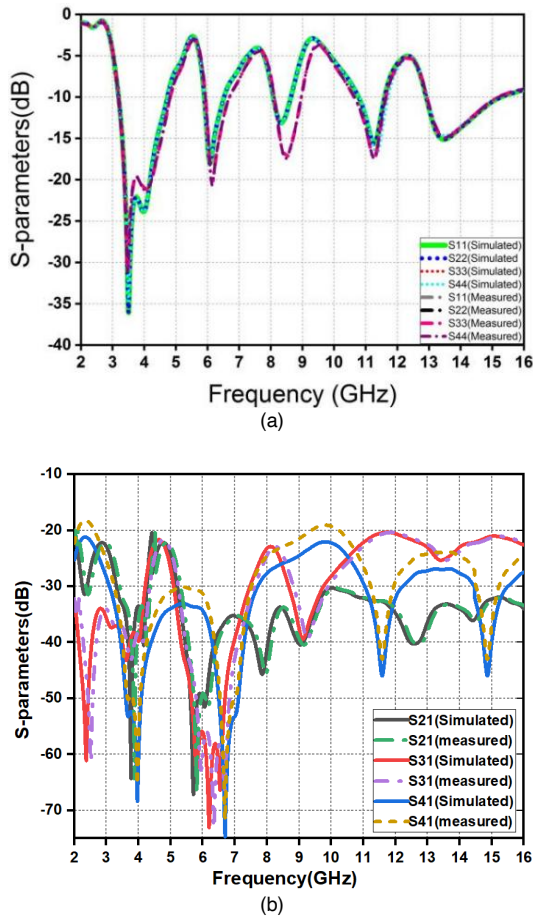 0
-5
-10
-15
-20
-25
-30
-35
-40
S-parameters(dB)
S11(Simulated)
S22(Simulated
S33(Simulated)
S44(Simulated)
S11(Measured)
S22(Measured)
S33(Measured)
S44(Measured)
2 3 4 5 6 7 8 9 10 11 12 13 14 15 16
Frequency (GHz)
(a)
-10
-20
-30
-40
-50
-60
-70
S-parameters(dB)
S21(Simulated)
S21(measured)
S31(Simulated)
S31(measured)
S41(Simulated)
S41(measured)
2 3 4 5 6 7 8 9 10 11 12 13 14 15 16
Frequency(GHz)
(b)